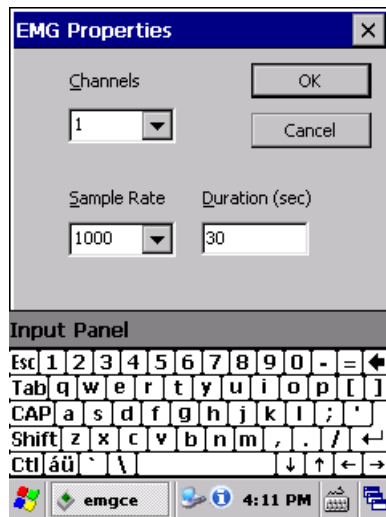 EMG Properties
Channels
OK
1
Cancel
Sample Rate Duration (sec)
1000 30
Input Panel
Esc 1 2 3 4 5 6 7 8 9 0 - =
Tab q w e r t y u i o p [ ]
CAP a s d f g h j k l ; '
Shift z x c v b n m , . /
Ctl áü ` \ ↓ ↑ ← →
emgce 4:11 PM